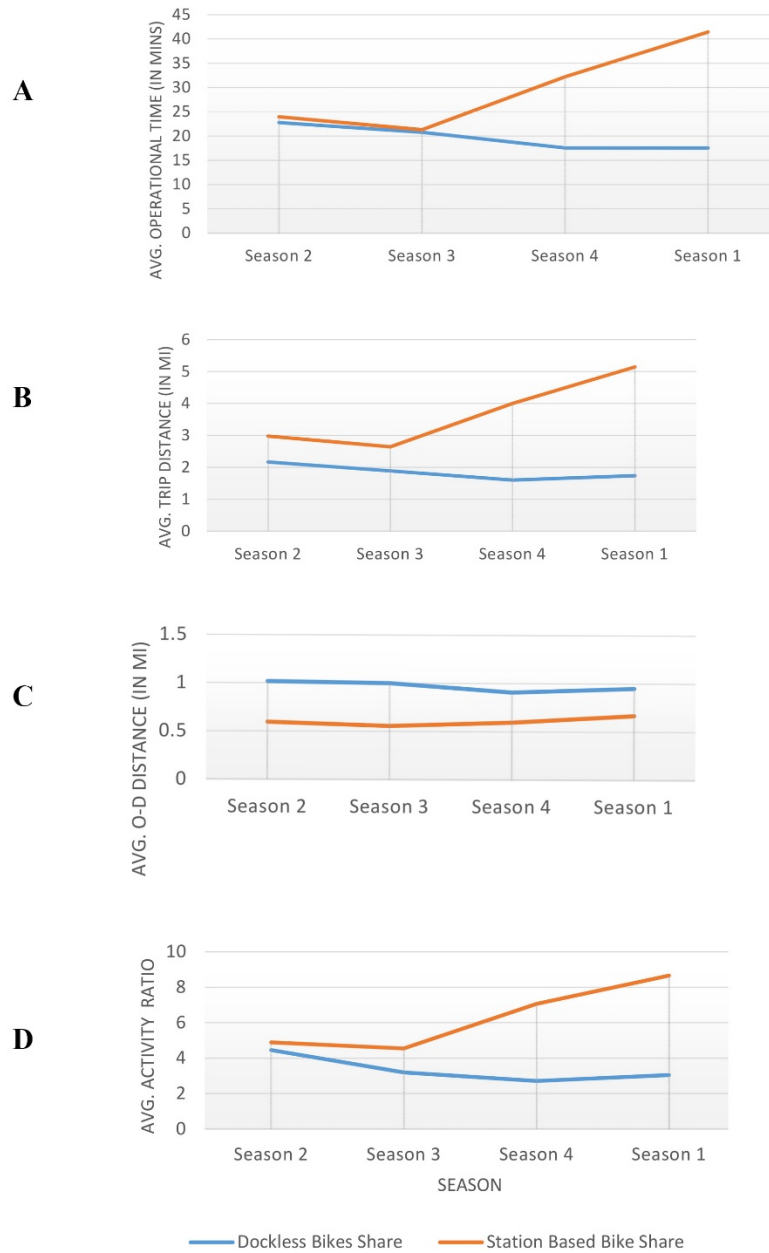 A
AVG. OPERATIONAL TIME (IN MINS)
45
40
35
30
25
20
15
10
5
0
Season 2 Season 3 Season 4 Season 1
B
AVG. TRIP DISTANCE (IN MI)
6
5
4
3
2
1
0
Season 2 Season 3 Season 4 Season 1
C
AVG. O-D DISTANCE (IN MI)
1.5
1
0.5
0
Season 2 Season 3 Season 4 Season 1
D
AVG. ACTIVITY RATIO
10
8
6
4
2
0
Season 2 Season 3 Season 4 Season 1
SEASON
Dockless Bikes Share Station Based Bike Share